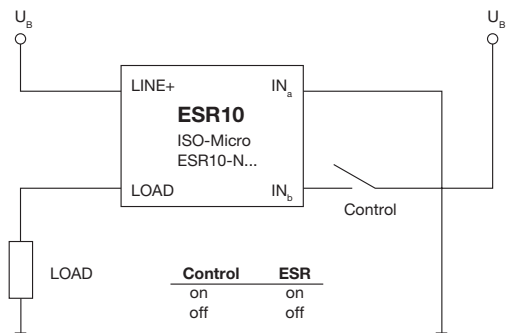 U_B U_B
LINE+ IN_a
ESR10
ISO-Micro
ESR10-N...
LOAD IN_b
Control
LOAD
Control ESR
on on
off off